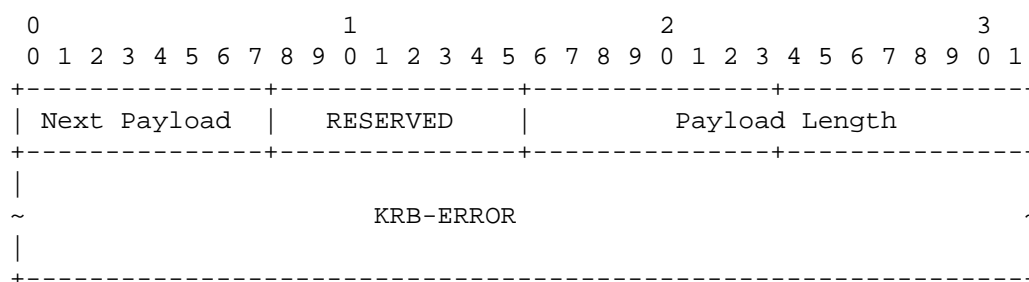 0                   1                   2                   3
 0 1 2 3 4 5 6 7 8 9 0 1 2 3 4 5 6 7 8 9 0 1 2 3 4 5 6 7 8 9 0 1
+---------------+---------------+---------------+---------------
| Next Payload  |   RESERVED    |         Payload Length
+---------------+---------------+---------------+---------------
|
~                      KRB-ERROR                               ~
|
+---------------------------------------------------------------